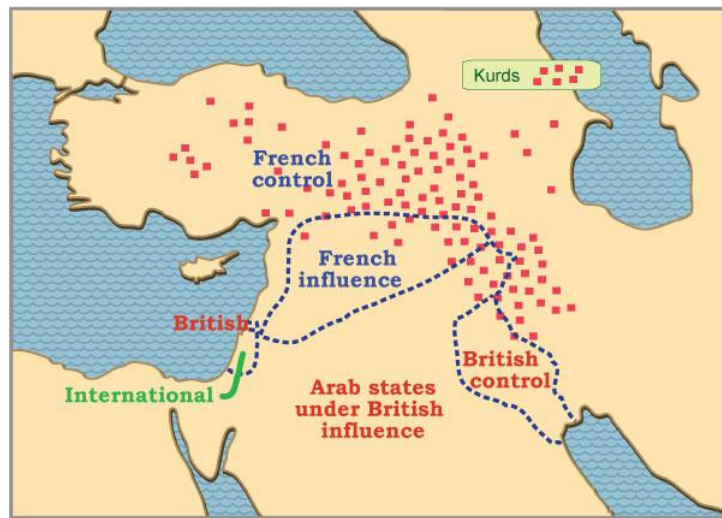 Kurds
French
control
French
influence
British
International
British
control
Arab states
under British
influence